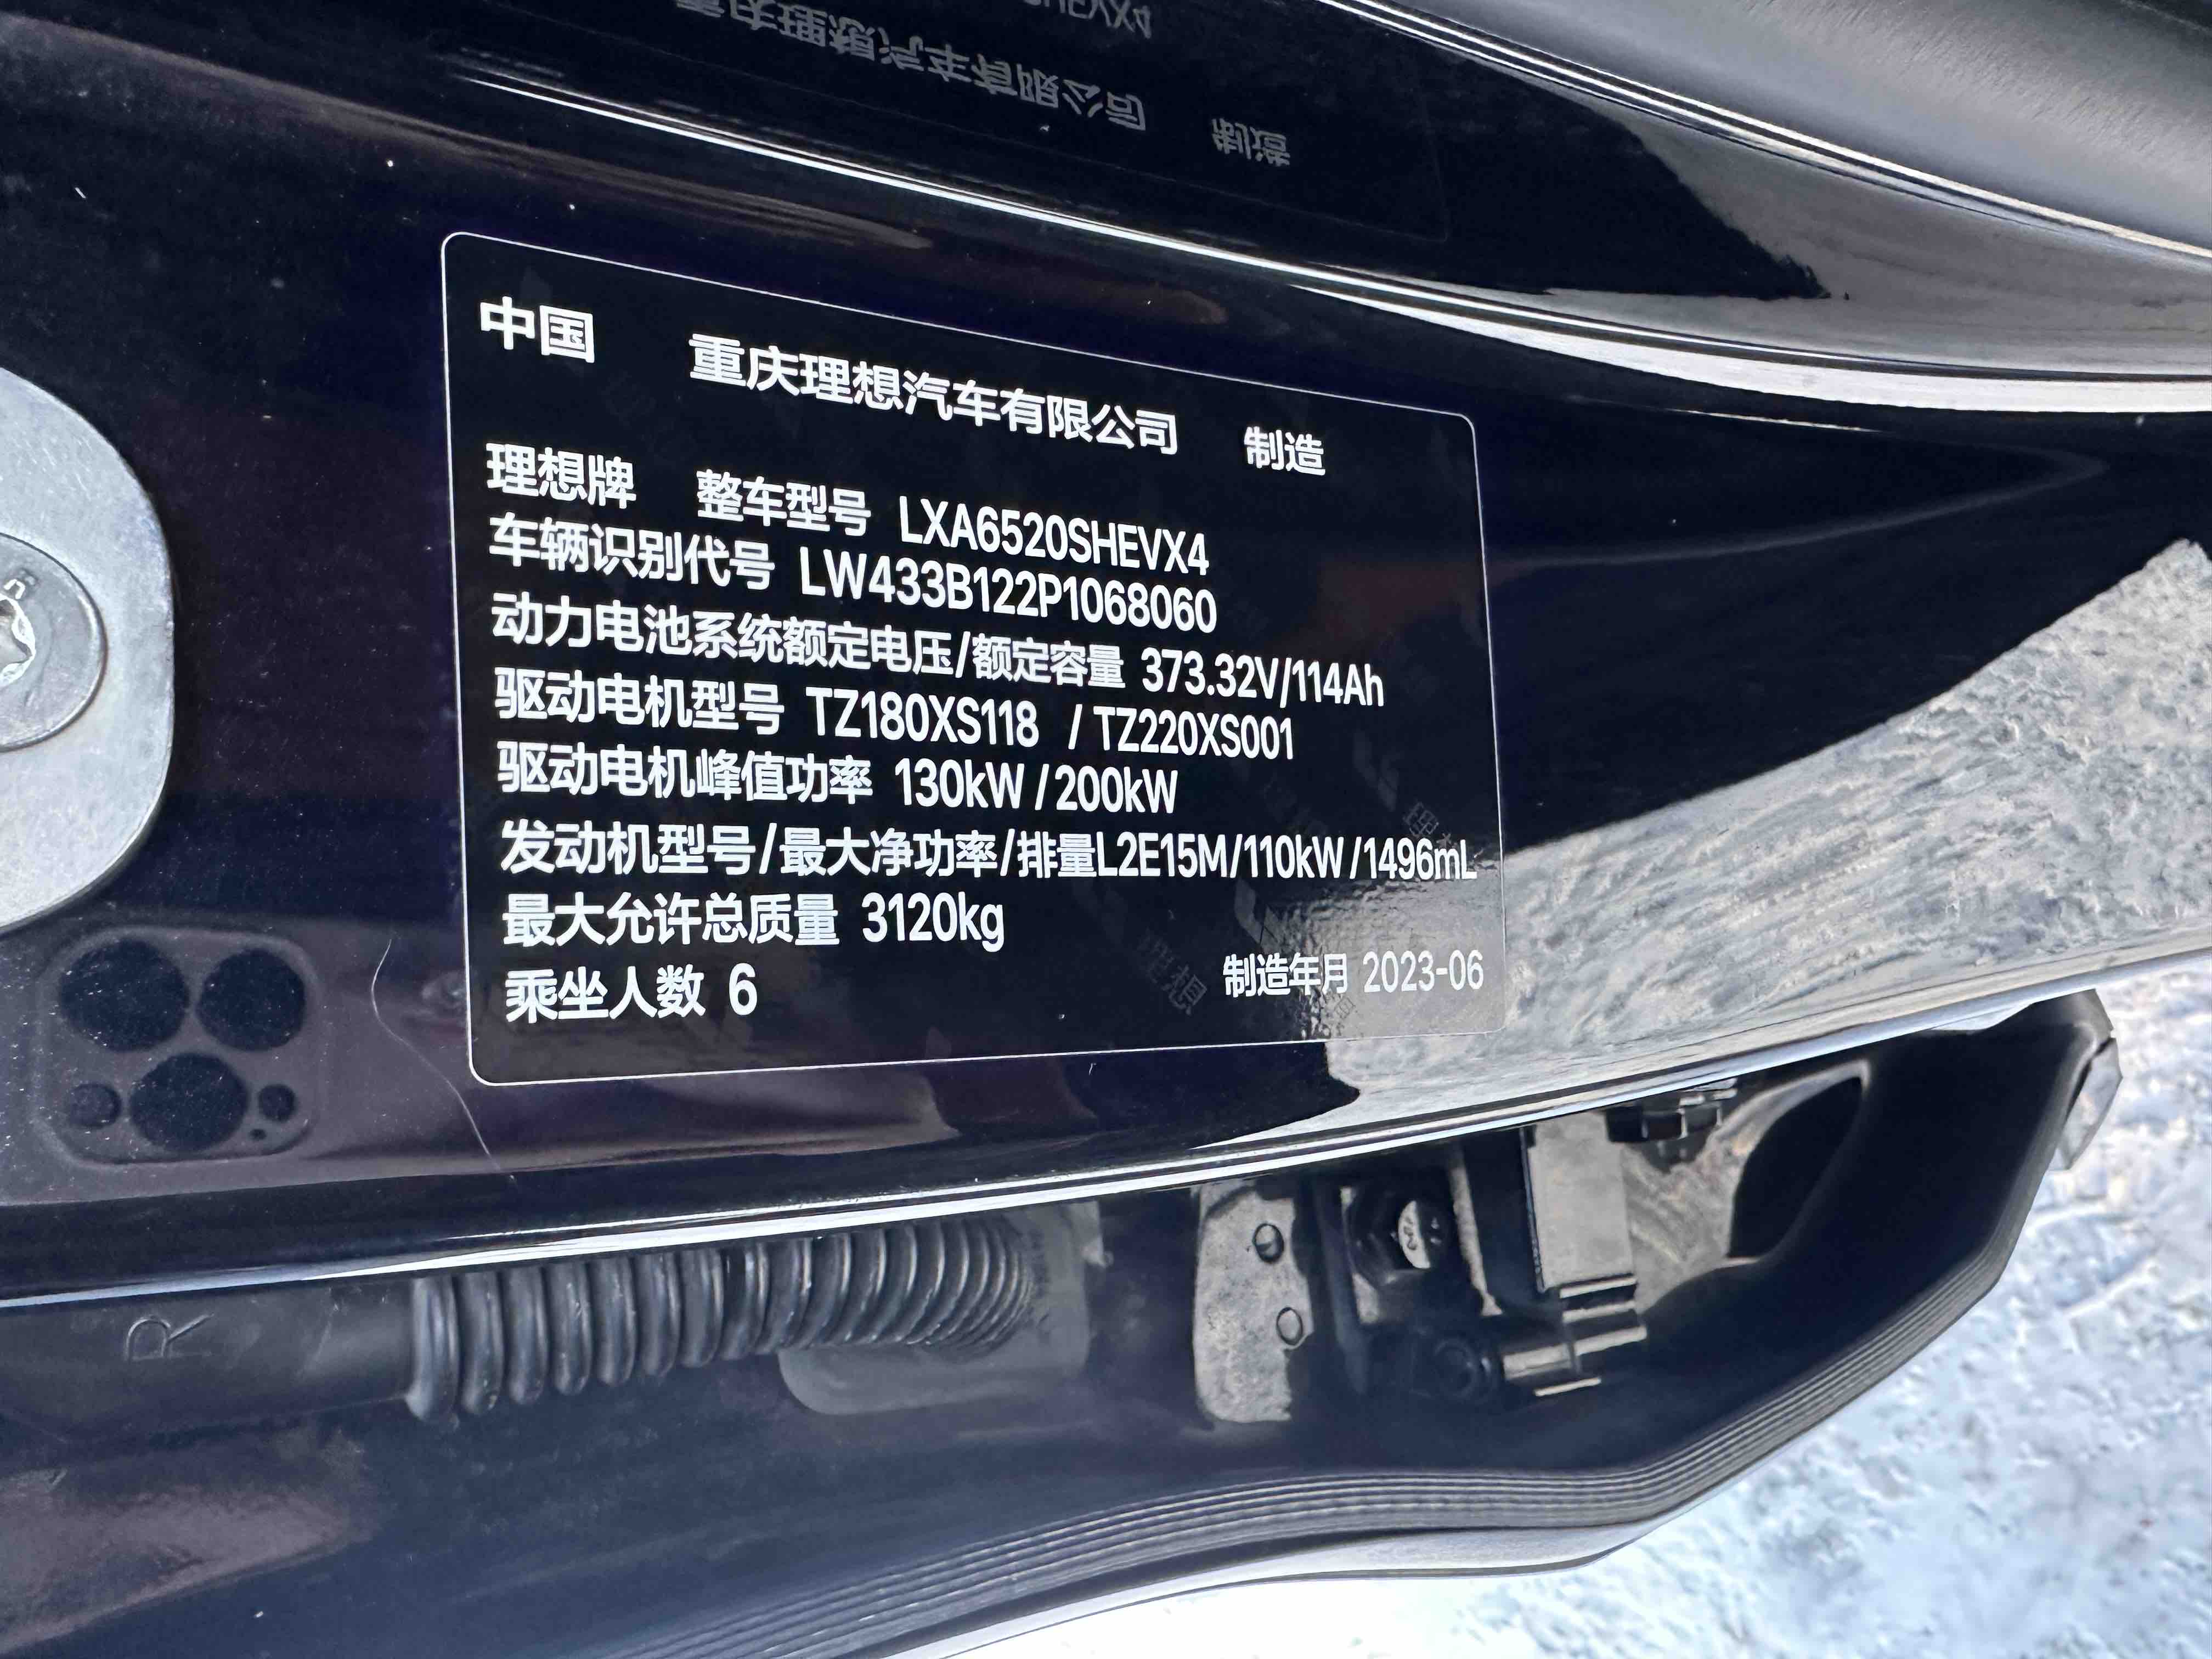 中国 重庆理想汽车有限公司 制造
理想牌 整车型号 LXA6520SHEVX4
车辆识别代号 LW433B122P1068060
动力电池系统额定电压/额定容量 373.32V/114Ah
驱动电机型号 TZ180XS118 / TZ220XS001
驱动电机峰值功率 130kW / 200kW
发动机型号/最大净功率/排量L2E15M/110kW/1496mL
最大允许总质量 3120kg
乘坐人数 6
制造年月 2023-06
R